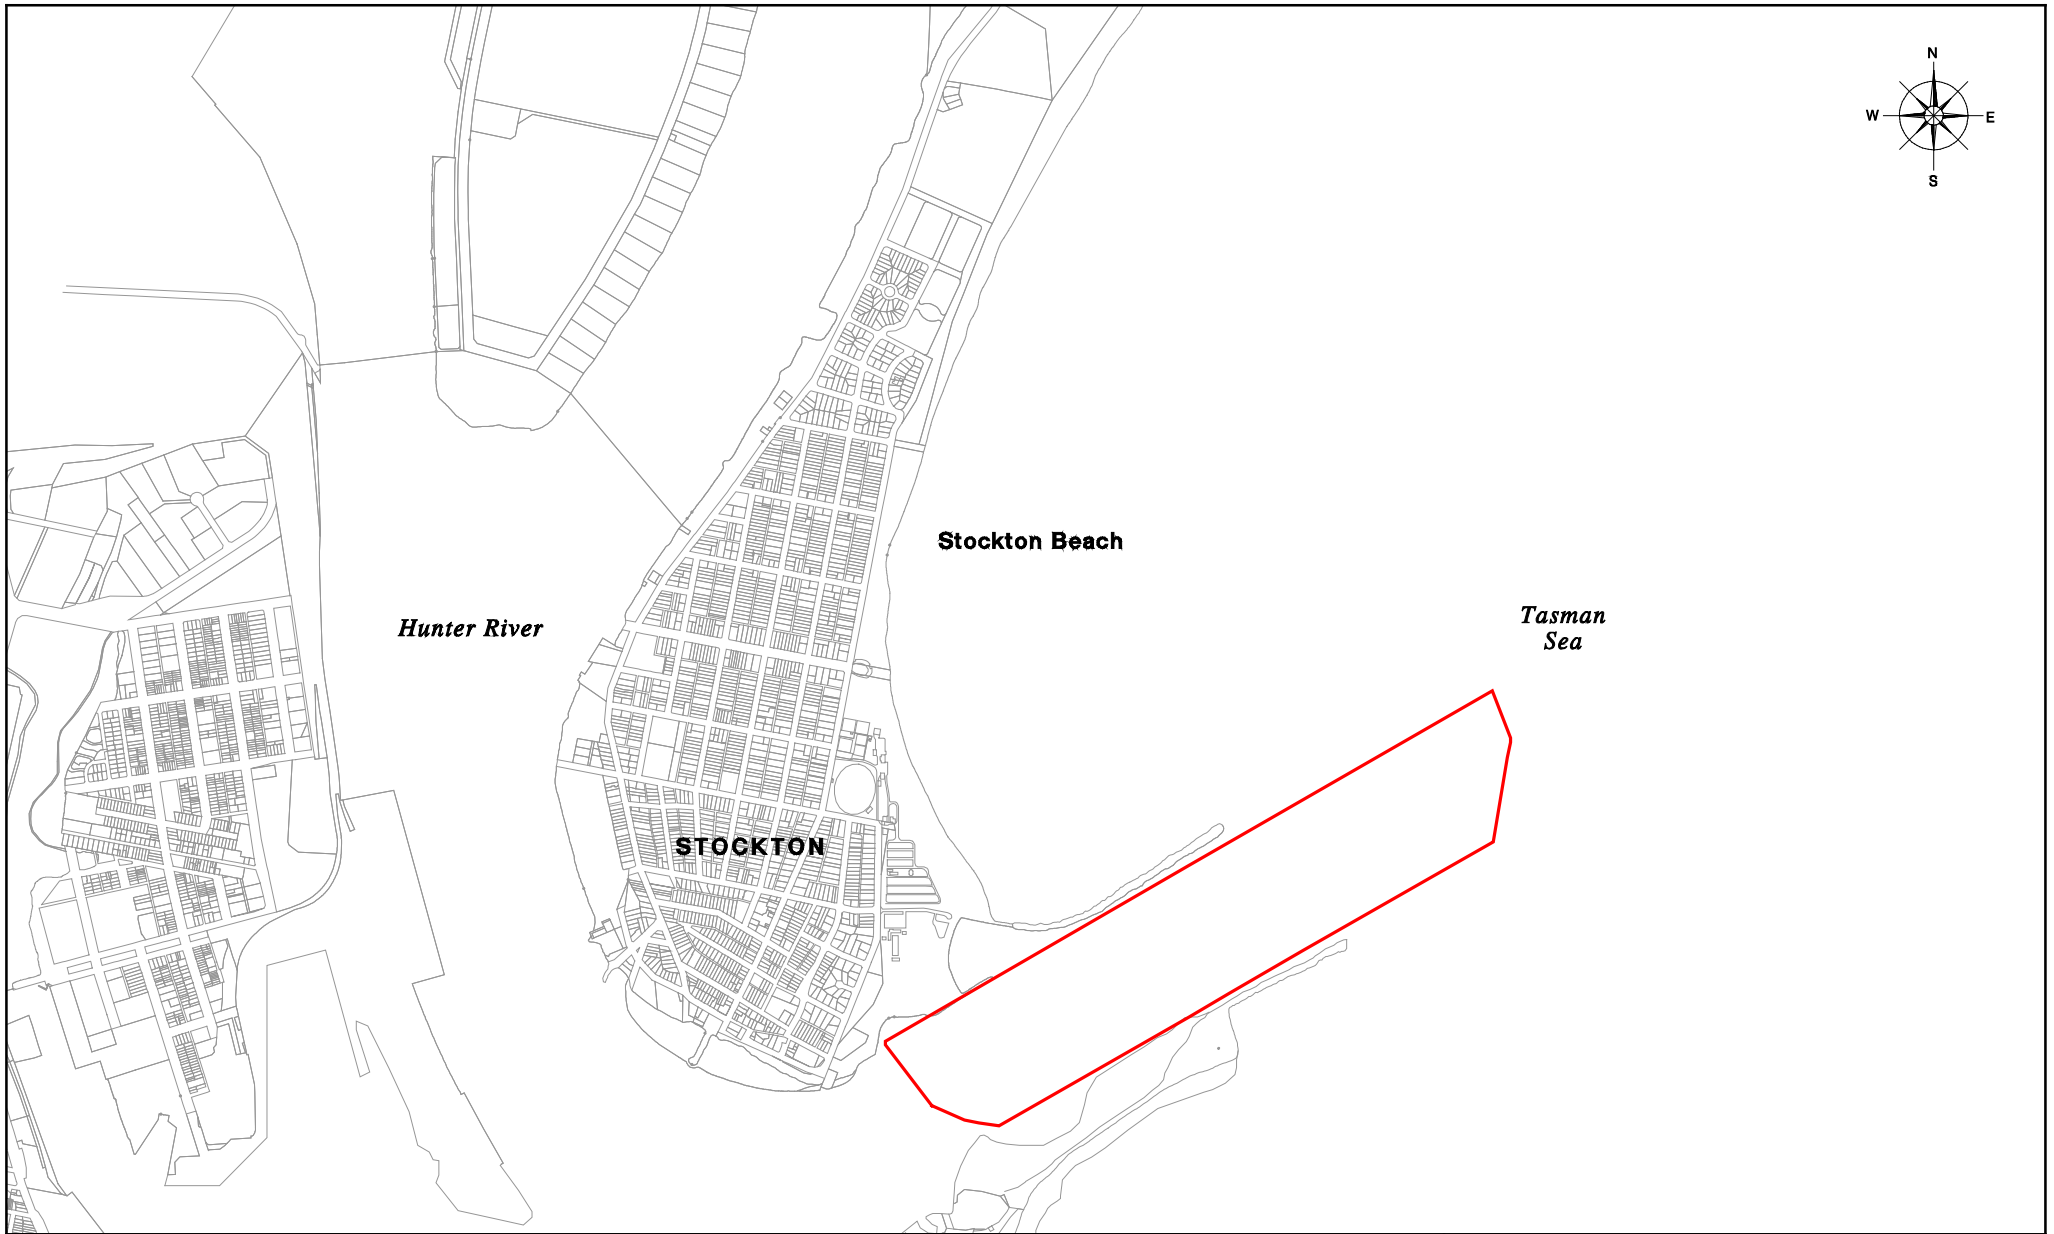 N
W
E
S
Stockton Beach
Tasman
Sea
Hunter River
STOCKTON